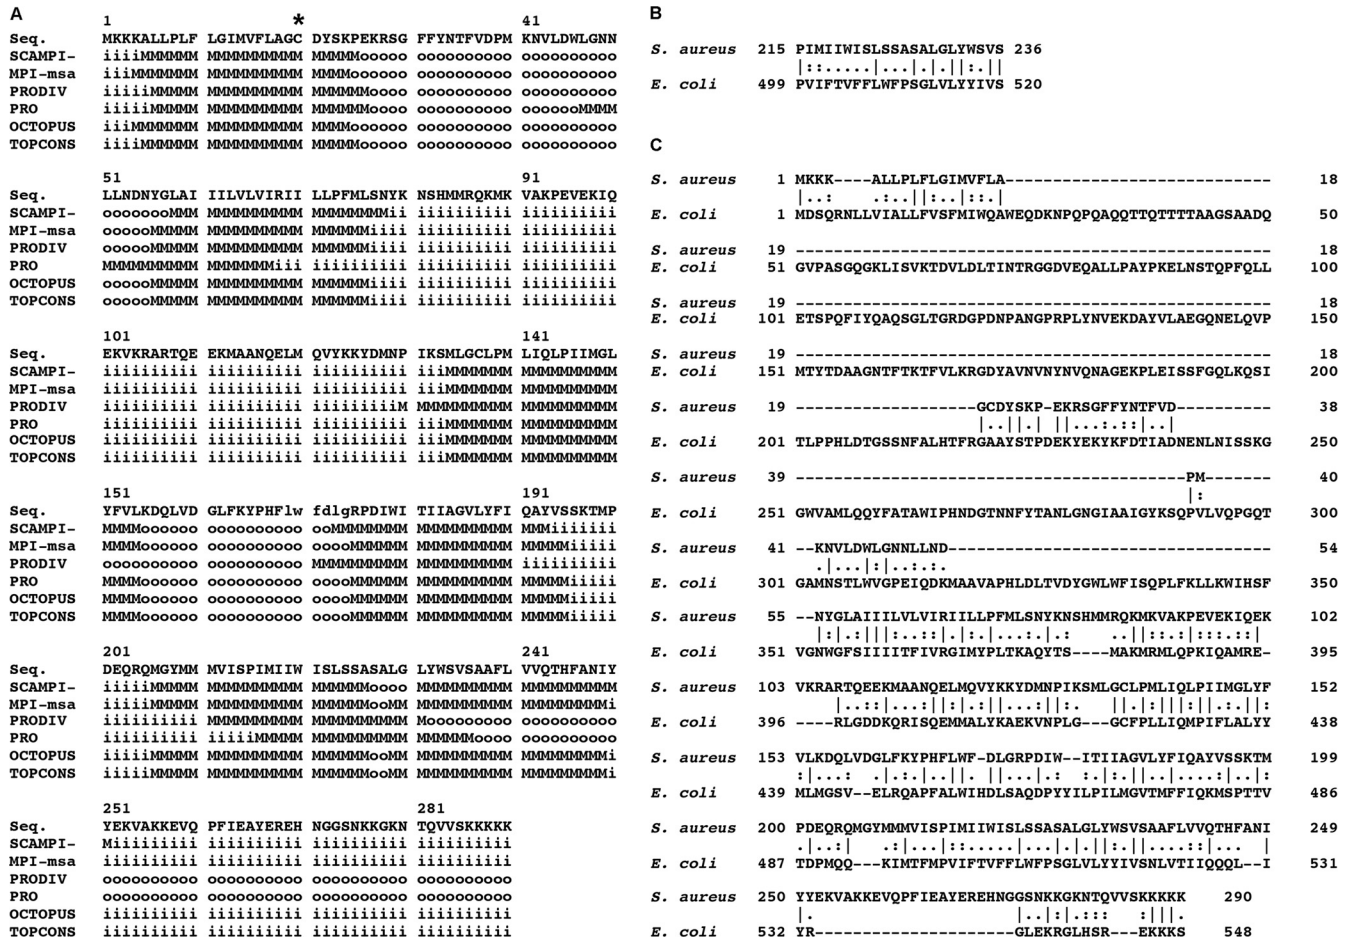 A
1 * 41
Seq. MKKKALLPLF LGIMVFLAGC DYSKPEKRSG FFYNTFVDPM KNVLDWLGNN
SCAMPI- iiiiMMMMMM MMMMMMMMMM MMMMMooooo oooooooooo oooooooooo
MPI-msa iiiMMMMMMM MMMMMMMMMM MMMMMooooo oooooooooo oooooooooo
PRODIV iiiiiMMMMM MMMMMMMMMM MMMMMMoooo oooooooooo oooooooooo
PRO iiiiiMMMMM MMMMMMMMMM MMMMMMoooo oooooooooo ooooooMMMM
OCTOPUS iiiMMMMMMM MMMMMMMMMM MMMMoooooo oooooooooo oooooooooo
TOPCONS iiiiMMMMMM MMMMMMMMMM MMMMMooooo oooooooooo oooooooooo
51 91
Seq. LLNDNYGLAI IILVLVIRII LLPFMLSNYK NSHMMRQKMK VAKPEVEKIQ
SCAMPI- oooooooMMM MMMMMMMMMM MMMMMMMMii iiiiiiiiii iiiiiiiiii
MPI-msa oooooMMMMM MMMMMMMMMM MMMMMMiiii iiiiiiiiii iiiiiiiiii
PRODIV oooooMMMMM MMMMMMMMMM MMMMMMiiii iiiiiiiiii iiiiiiiiii
PRO MMMMMMMMMM MMMMMMMiii iiiiiiiiii iiiiiiiiii iiiiiiiiii
OCTOPUS oooooMMMMM MMMMMMMMMM MMMMMMiiii iiiiiiiiii iiiiiiiiii
TOPCONS oooooMMMMM MMMMMMMMMM MMMMMMiiii iiiiiiiiii iiiiiiiiii
101 141
Seq. EKVKRARTQE EKMAANQELM QVYKKYDMNP IKSMLGCLPM LIQLPIIMGL
SCAMPI- iiiiiiiiii iiiiiiiiii iiiiiiiiii iiiMMMMMMM MMMMMMMMMM
MPI-msa iiiiiiiiii iiiiiiiiii iiiiiiiiii iiiMMMMMMM MMMMMMMMMM
PRODIV iiiiiiiiii iiiiiiiiii iiiiiiiiiM MMMMMMMMMM MMMMMMMMMM
PRO iiiiiiiiii iiiiiiiiii iiiiiiiiii iiiMMMMMMM MMMMMMMMMM
OCTOPUS iiiiiiiiii iiiiiiiiii iiiiiiiiii iiiMMMMMMM MMMMMMMMMM
TOPCONS iiiiiiiiii iiiiiiiiii iiiiiiiiii iiiMMMMMMM MMMMMMMMMM
151 191
Seq. YFVLKDQLVD GLFKYPHFlw fdlgRPDIWI TIIAGVLYFI QAYVSSKTMP
SCAMPI- MMMMoooooo oooooooooo ooMMMMMMMM MMMMMMMMMM MMMiiiiiii
MPI-msa MMMMoooooo oooooooooo ooooMMMMMM MMMMMMMMMM MMMMMiiiii
PRODIV oooooooooo oooooooooo MMMMMMMMMM MMMMMMMMMM iiiiiiiiii
PRO MMMMoooooo oooooooooo ooooMMMMMM MMMMMMMMMM MMMMMiiiii
OCTOPUS MMMMoooooo oooooooooo ooooMMMMMM MMMMMMMMMM MMMMMiiiii
TOPCONS MMMMoooooo oooooooooo ooooMMMMMM MMMMMMMMMM MMMMMiiiii
201 241
Seq. DEQRQMGYMM MVISPIMIIW ISLSSASALG LYWSVSAAFL VVQTHFANIY
SCAMPI- iiiiiMMMMM MMMMMMMMMM MMMMMMoooo MMMMMMMMMM MMMMMMMMMM
MPI-msa iiiiiMMMMM MMMMMMMMMM MMMMMMooMM MMMMMMMMMM MMMMMMMMMi
PRODIV iiiiiiiiii MMMMMMMMMM MMMMMMMMMM Mooooooooo oooooooooo
PRO iiiiiiiiii iiiiiMMMMM MMMMMMMMMM MMMMMMoooo oooooooooo
OCTOPUS iiiiiMMMMM MMMMMMMMMM MMMMMMooMM MMMMMMMMMM MMMMMMMMMi
TOPCONS iiiiiMMMMM MMMMMMMMMM MMMMMMooMM MMMMMMMMMM MMMMMMMMMi
251 281
Seq. YEKVAKKEVQ PFIEAYEREH NGGSNKKGKN TQVVSKKKKK
SCAMPI- Miiiiiiiii iiiiiiiiii iiiiiiiiii iiiiiiiiii
MPI-msa iiiiiiiiii iiiiiiiiii iiiiiiiiii iiiiiiiiii
PRODIV oooooooooo oooooooooo oooooooooo oooooooooo
PRO oooooooooo oooooooooo oooooooooo oooooooooo
OCTOPUS iiiiiiiiii iiiiiiiiii iiiiiiiiii iiiiiiiiii
TOPCONS iiiiiiiiii iiiiiiiiii iiiiiiiiii iiiiiiiiii
B
S. aureus 215 PIMIIWISLSSASALGLYWSVS 236
|::.....|...|.|.||:.||
E. coli 499 PVIFTVFFLWFPSGLVLYYIVS 520
C
S. aureus 1 MKKK----ALLPLFLGIMVFLA---------------------------- 18
|..:    .:..||..|::.|
E. coli 1 MDSQRNLLVIALLFVSFMIWQAWEQDKNPQPQAQQTTQTTTTAAGSAADQ 50
S. aureus 19 -------------------------------------------------- 18
E. coli 51 GVPASGQGKLISVKTDVLDLTINTRGGDVEQALLPAYPKELNSTQPFQLL 100
S. aureus 19 -------------------------------------------------- 18
E. coli 101 ETSPQFIYQAQSGLTGRDGPDNPANGPRPLYNVEKDAYVLAEGQNELQVP 150
S. aureus 19 -------------------------------------------------- 18
E. coli 151 MTYTDAAGNTFTKTFVLKRGDYAVNVNYNVQNAGEKPLEISSFGQLKQSI 200
S. aureus 19 -------------------GCDYSKP-EKRSGFFYNTFVD---------- 38
|..||.| ||...:.::|..|
E. coli 201 TLPPHLDTGSSNFALHTFRGAAYSTPDEKYEKYKFDTIADNENLNISSKG 250
S. aureus 39 -----------------------------------------PM------- 40
|:
E. coli 251 GWVAMLQQYFATAWIPHNDGTNNFYTANLGNGIAAIGYKSQPVLVQPGQT 300
S. aureus 41 --KNVLDWLGNNLLND---------------------------------- 54
.|...|:|..:.:.
E. coli 301 GAMNSTLWVGPEIQDKMAAVAPHLDLTVDYGWLWFISQPLFKLLKWIHSF 350
S. aureus 55 --NYGLAIIILVLVIRIILLPFMLSNYKNSHMMRQKMKVAKPEVEKIQEK 102
|:|.:|||:..::|.:|:|...:.|.:    ..||::::.|:::::|
E. coli 351 VGNWGFSIIIITFIVRGIMYPLTKAQYTS----MAKMRMLQPKIQAMRE- 395
S. aureus 103 VKRARTQEEKMAANQELMQVYKKYDMNPIKSMLGCLPMLIQLPIIMGLYF 152
|..::|..:|.|..||.:..:|   ||.|:|:||:||..:.|:
E. coli 396 ----RLGDDKQRISQEMMALYKAEKVNPLG---GCFPLLIQMPIFLALYY 438
S. aureus 153 VLKDQLVDGLFKYPHFLWF-DLGRPDIW--ITIIAGVLYFIQAYVSSKTM 199
:|...:  .|.:.|..||. ||...|.:  .:.|..|:..|....|..|:
E. coli 439 MLMGSV--ELRQAPFALWIHDLSAQDPYYILPILMGVTMFFIQKMSPTTV 486
S. aureus 200 PDEQRQMGYMMMVISPIMIIWISLSSASALGLYWSVSAAFLVVQTHFANI 249
E. coli 487 TDPMQQ---KIMTFMPVIFTVFFLWFPSGLVLYYIVSNLVTIIQQQL--I 531
S. aureus 250 YYEKVAKKEVQPFIEAYEREHNGGSNKKGKNTQVVSKKKKK 290
E. coli 532 YR---------------------GLEKRGLHSR---EKKKS 548